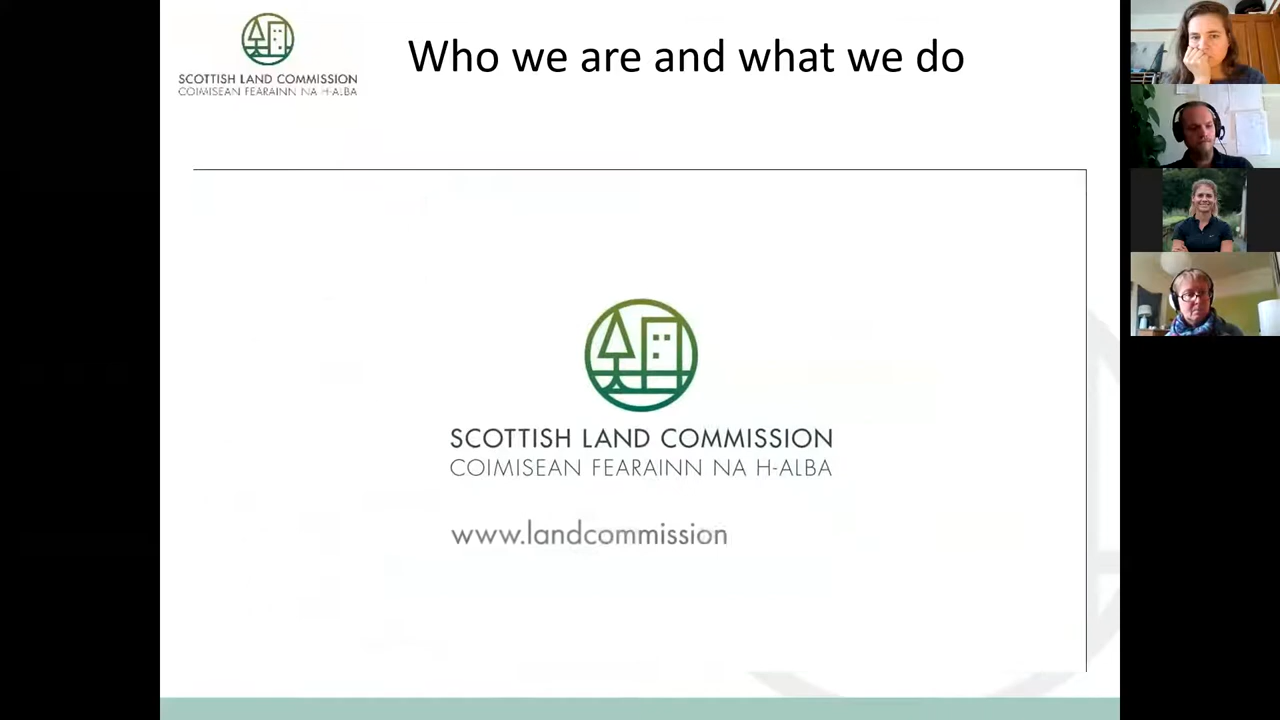 SCOTTISH LAND COMMISSION
COIMISEAN FEARAINN NA H-ALBA
Who we are and what we do
SCOTTISH LAND COMMISSION
COIMISEAN FEARAINN NA H-ALBA
www.landcommission